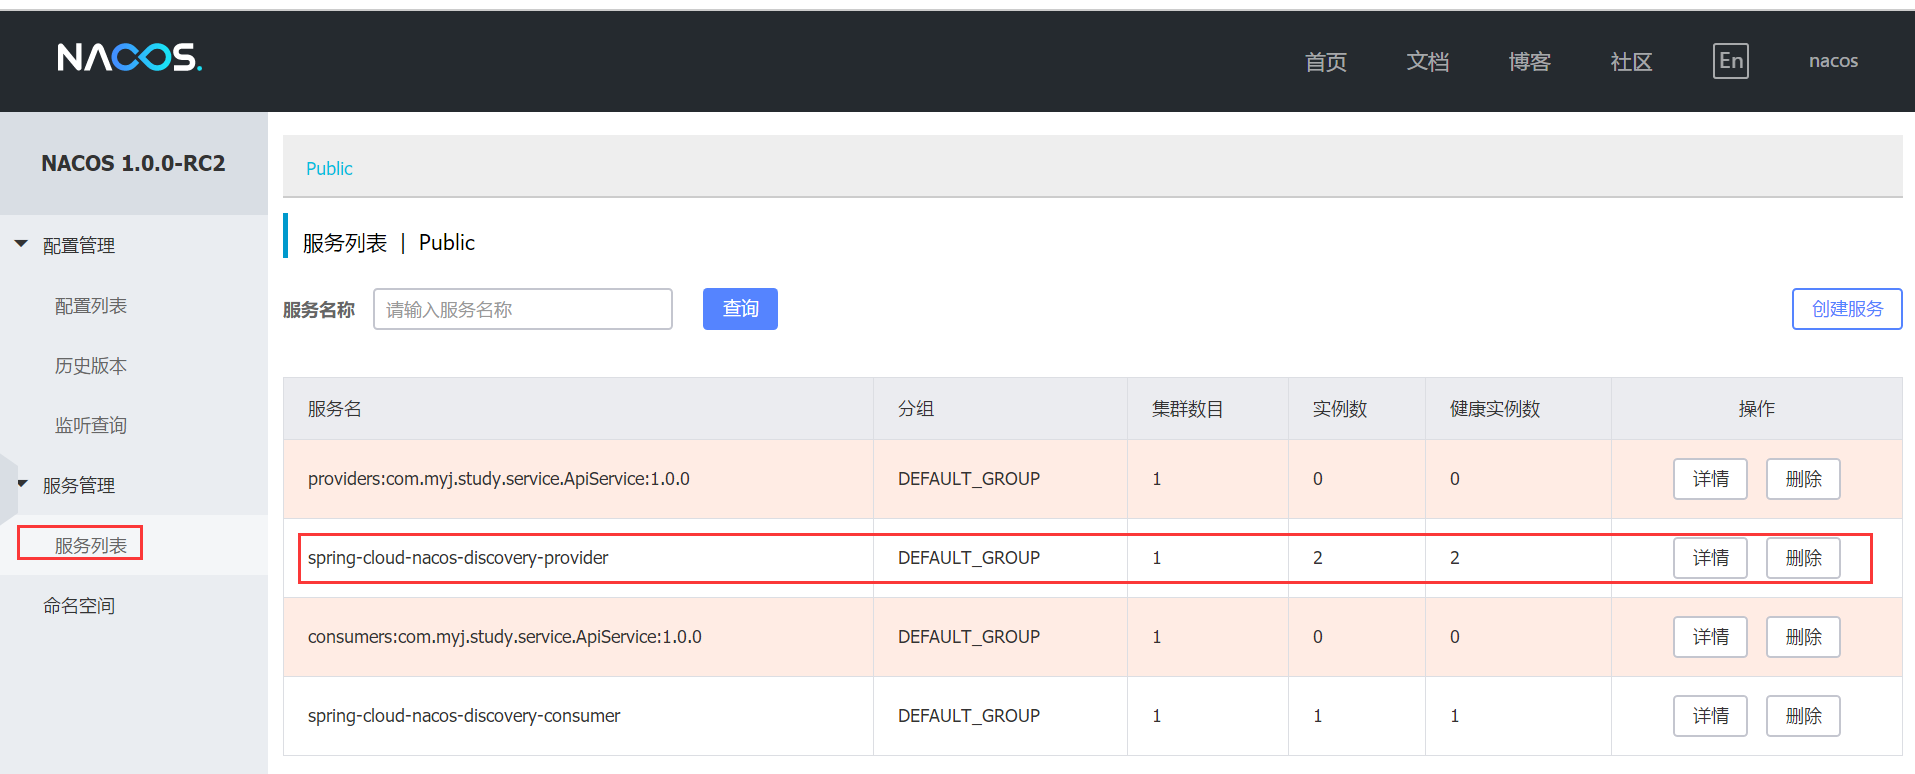 NACOS.
首页 文档 博客 社区 En nacos
NACOS 1.0.0-RC2
配置管理
配置列表
历史版本
监听查询
服务管理
服务列表
命名空间
Public
服务列表 | Public
服务名称 请输入服务名称 查询 创建服务
服务名 分组 集群数目 实例数 健康实例数 操作
providers:com.myj.study.service.ApiService:1.0.0 DEFAULT_GROUP 1 0 0 详情 删除
spring-cloud-nacos-discovery-provider DEFAULT_GROUP 1 2 2 详情 删除
consumers:com.myj.study.service.ApiService:1.0.0 DEFAULT_GROUP 1 0 0 详情 删除
spring-cloud-nacos-discovery-consumer DEFAULT_GROUP 1 1 1 详情 删除